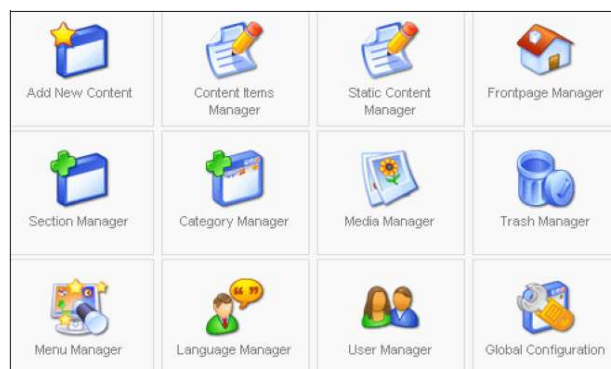 Add New Content
Content Items
Manager
Static Content
Manager
Frontpage Manager
Section Manager
Category Manager
Media Manager
Trash Manager
Menu Manager
Language Manager
User Manager
Global Configuration